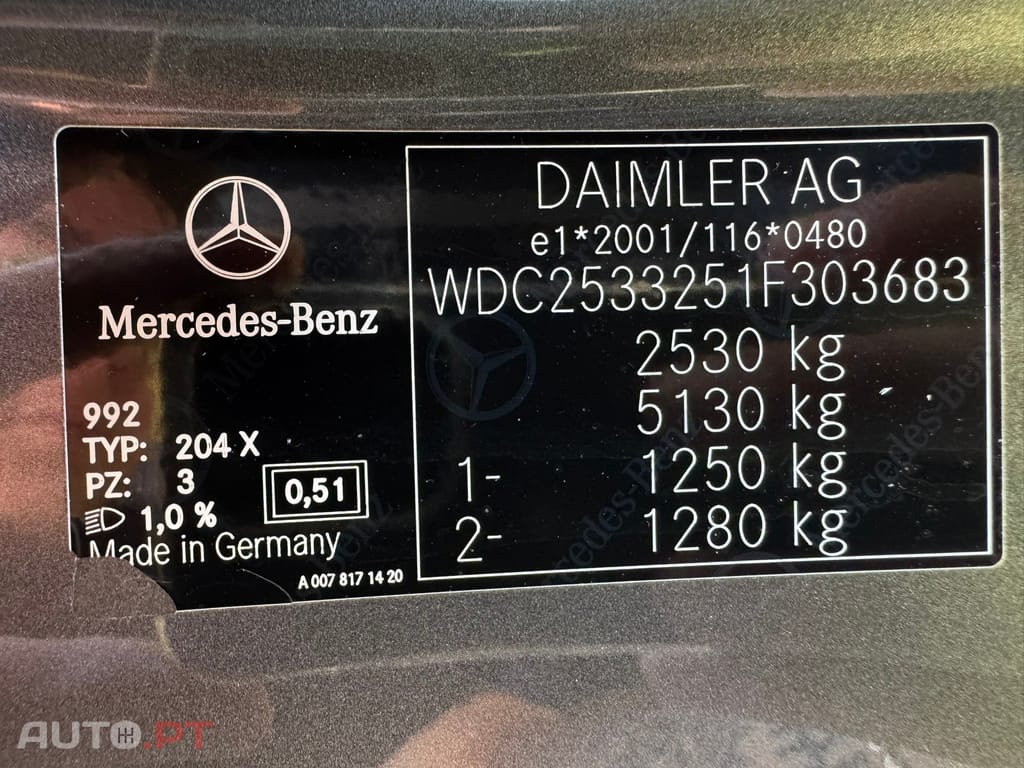 Mercedes-Benz
992
TYP: 204 X
PZ: 3
0,51
1,0 %
Made in Germany
A 007 817 14 20
DAIMLER AG
e1*2001/116*0480
WDC2533251F303683
2530 kg
5130 kg
1- 1250 kg
2- 1280 kg
AUTO.PT